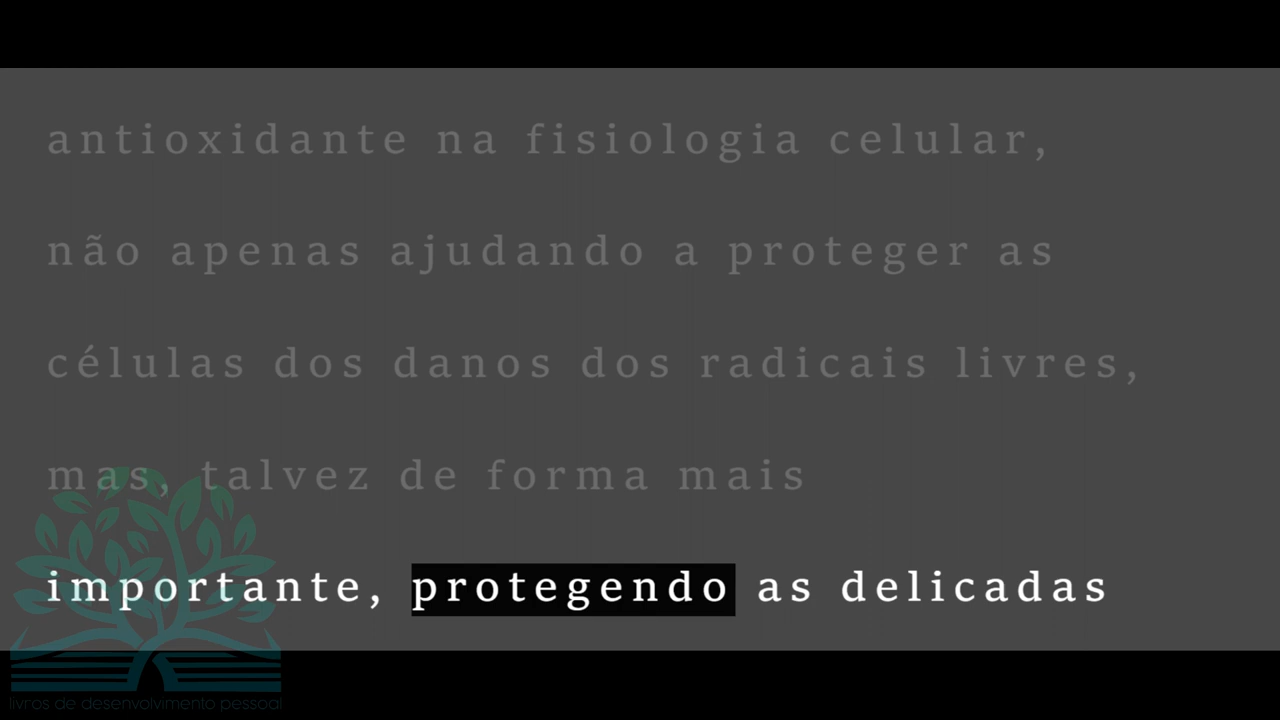 antioxidante na fisiologia celular,
não apenas ajudando a proteger as
células dos danos dos radicais livres,
mas, talvez de forma mais
importante, protegendo as delicadas
livros de desenvolvimento pessoal